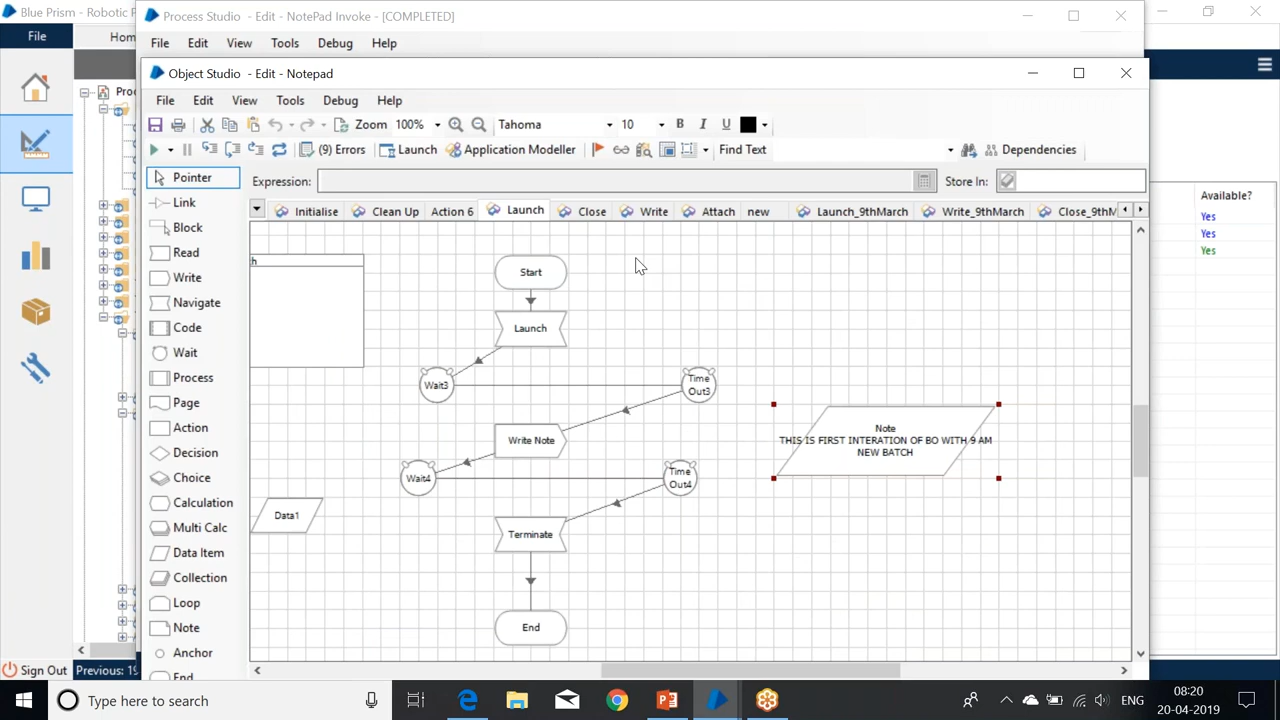 Blue Prism - Robotic P
Process Studio - Edit - NotePad Invoke - [COMPLETED]
File
Hom
File Edit View Tools Debug Help
Object Studio - Edit - Notepad
File Edit View Tools Debug Help
Zoom 100% Tahoma 10 B I U
(9) Errors Launch Application Modeller Find Text Dependencies
Pointer
Expression:
Store In:
Initialise Clean Up Action 6 Launch Close Write Attach new Launch_9thMarch Write_9thMarch Close_9thM
Proc
Available?
Yes
Yes
Yes
Link
Block
Read
Write
Navigate
Code
Wait
Process
Page
Action
Decision
Choice
Calculation
Multi Calc
Data Item
Collection
Loop
Note
Anchor
End
h
Start
Launch
Wait3
Time
Out3
Write Note
Wait4
Time
Out4
Terminate
End
Data1
Note
THIS IS FIRST INTERATION OF BO WITH 9 AM
NEW BATCH
Sign Out
Previous: 19
Type here to search
ENG
08:20
20-04-2019